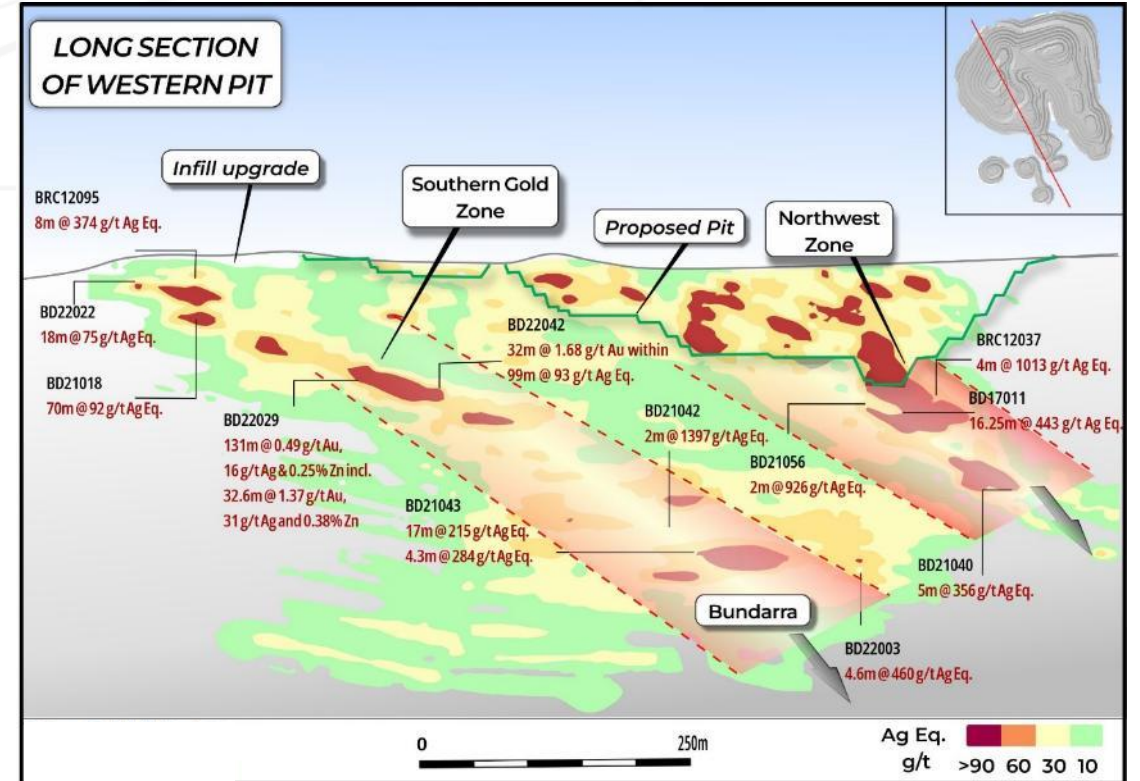 LONG SECTION
OF WESTERN PIT
Infill upgrade
Southern Gold
Zone
Proposed Pit
Northwest
Zone
BRC12095
8m @ 374 g/t Ag Eq.
BD22022
18m @ 75 g/t Ag Eq.
BD21018
70m @ 92 g/t Ag Eq.
BD22029
131m @ 0.49 g/t Au,
16 g/t Ag & 0.25% Zn incl.
32.6m @ 1.37 g/t Au,
31 g/t Ag and 0.38% Zn
BD22042
32m @ 1.68 g/t Au within
99m @ 93 g/t Ag Eq.
BD21042
2m @ 1397 g/t Ag Eq.
BD21043
17m @ 215 g/t Ag Eq.
4.3m @ 284 g/t Ag Eq.
BD21056
2m @ 926 g/t Ag Eq.
BRC12037
4m @ 1013 g/t Ag Eq.
BD17011
16.25m @ 443 g/t Ag Eq.
BD21040
5m @ 356 g/t Ag Eq.
Bundarra
BD22003
4.6m @ 460 g/t Ag Eq.
0 250m
Ag Eq.
g/t >90 60 30 10